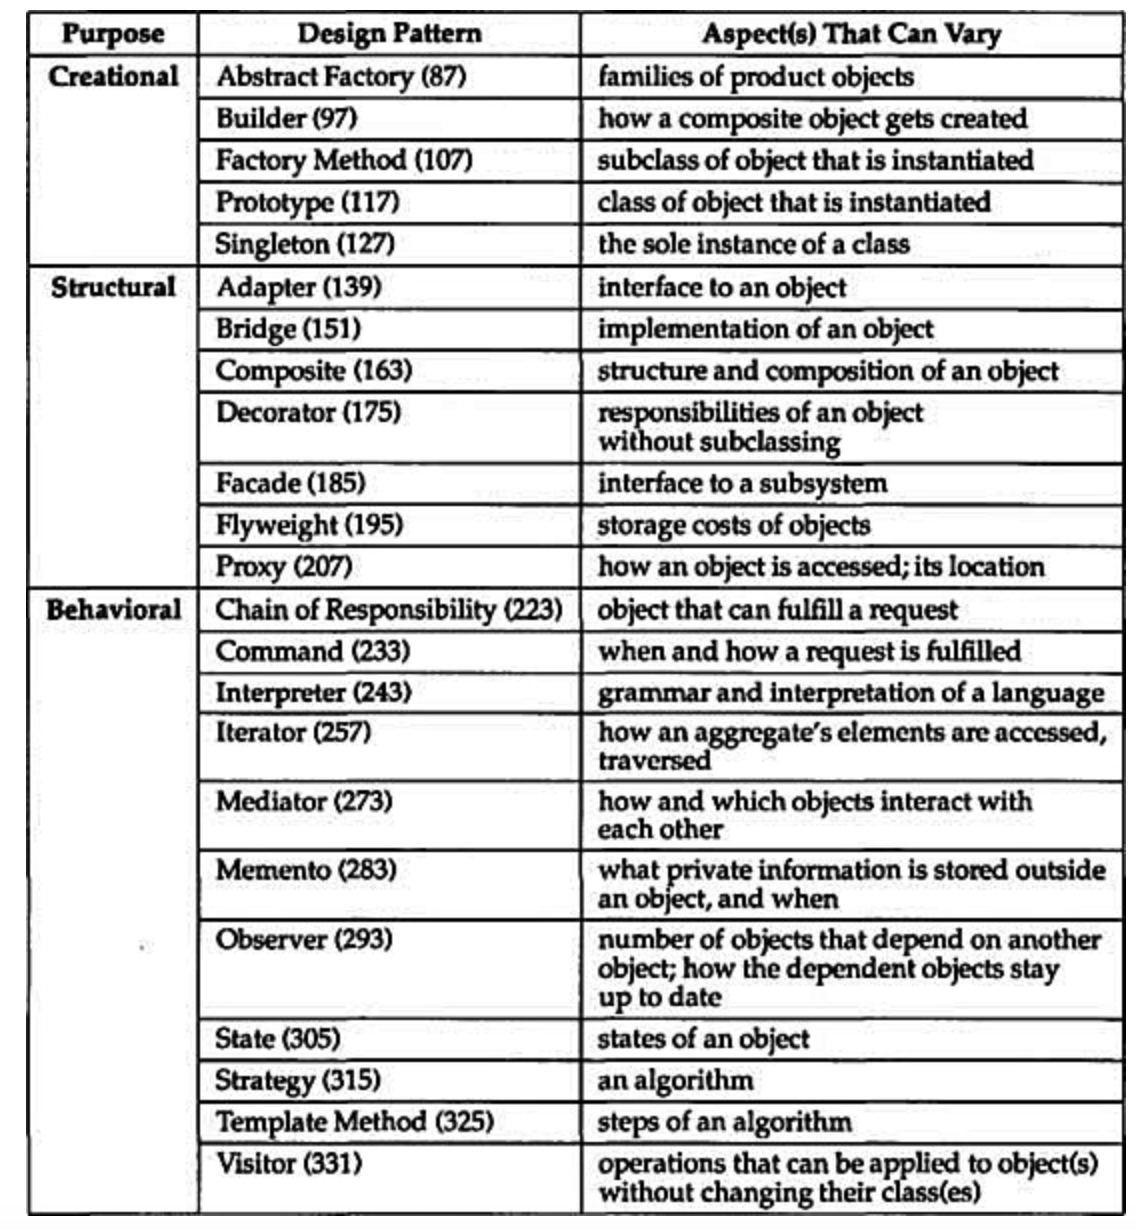 Purpose Design Pattern Aspect(s) That Can Vary
Creational Abstract Factory (87) families of product objects
Builder (97) how a composite object gets created
Factory Method (107) subclass of object that is instantiated
Prototype (117) class of object that is instantiated
Singleton (127) the sole instance of a class
Structural Adapter (139) interface to an object
Bridge (151) implementation of an object
Composite (163) structure and composition of an object
Decorator (175) responsibilities of an object
without subclassing
Facade (185) interface to a subsystem
Flyweight (195) storage costs of objects
Proxy (207) how an object is accessed; its location
Behavioral Chain of Responsibility (223) object that can fulfill a request
Command (233) when and how a request is fulfilled
Interpreter (243) grammar and interpretation of a language
Iterator (257) how an aggregate's elements are accessed,
traversed
Mediator (273) how and which objects interact with
each other
Memento (283) what private information is stored outside
an object, and when
Observer (293) number of objects that depend on another
object; how the dependent objects stay
up to date
State (305) states of an object
Strategy (315) an algorithm
Template Method (325) steps of an algorithm
Visitor (331) operations that can be applied to object(s)
without changing their class(es)